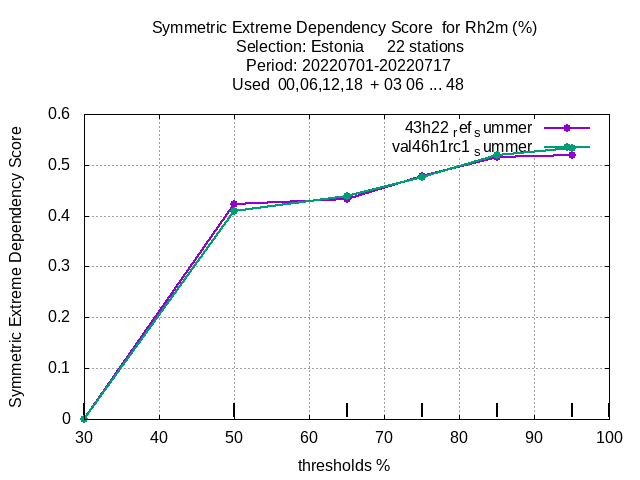 Symmetric Extreme Dependency Score  for Rh2m (%)
Selection: Estonia     22 stations
Period: 20220701-20220717
Used  00,06,12,18  + 03 06 ... 48
Symmetric Extreme Dependency Score
0.6
0.5
0.4
0.3
0.2
0.1
0
43h22 ref summer
val46h1rc1 summer
30 40 50 60 70 80 90 100
thresholds %